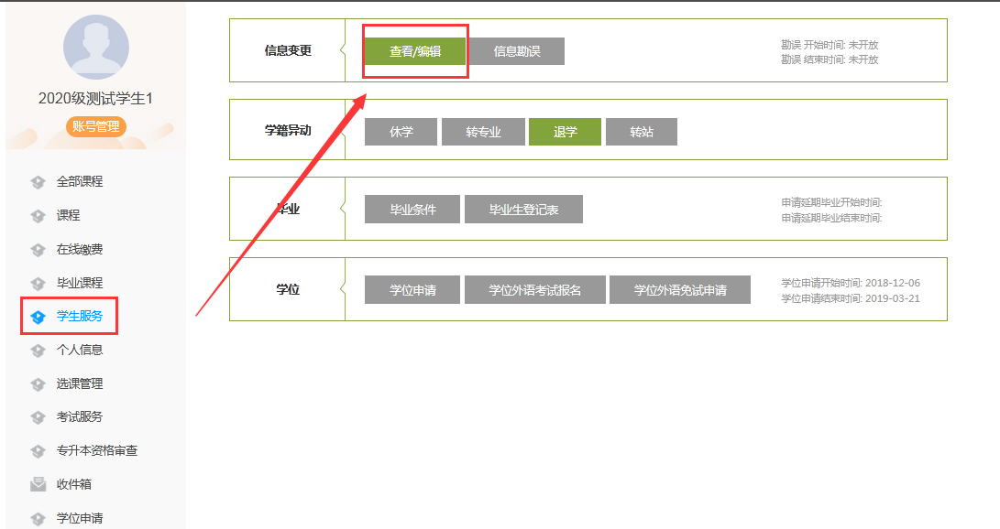 2020级测试学生1
账号管理
全部课程
课程
在线缴费
毕业课程
学生服务
个人信息
选课管理
考试服务
专升本资格审查
收件箱
学位申请
信息变更
查看/编辑
信息勘误
勘误 开始时间: 未开放
勘误 结束时间: 未开放
学籍异动
休学
转专业
退学
转站
毕业
毕业条件
毕业生登记表
申请延期毕业开始时间:
申请延期毕业结束时间:
学位
学位申请
学位外语考试报名
学位外语免试申请
学位申请开始时间: 2018-12-06
学位申请结束时间: 2019-03-21